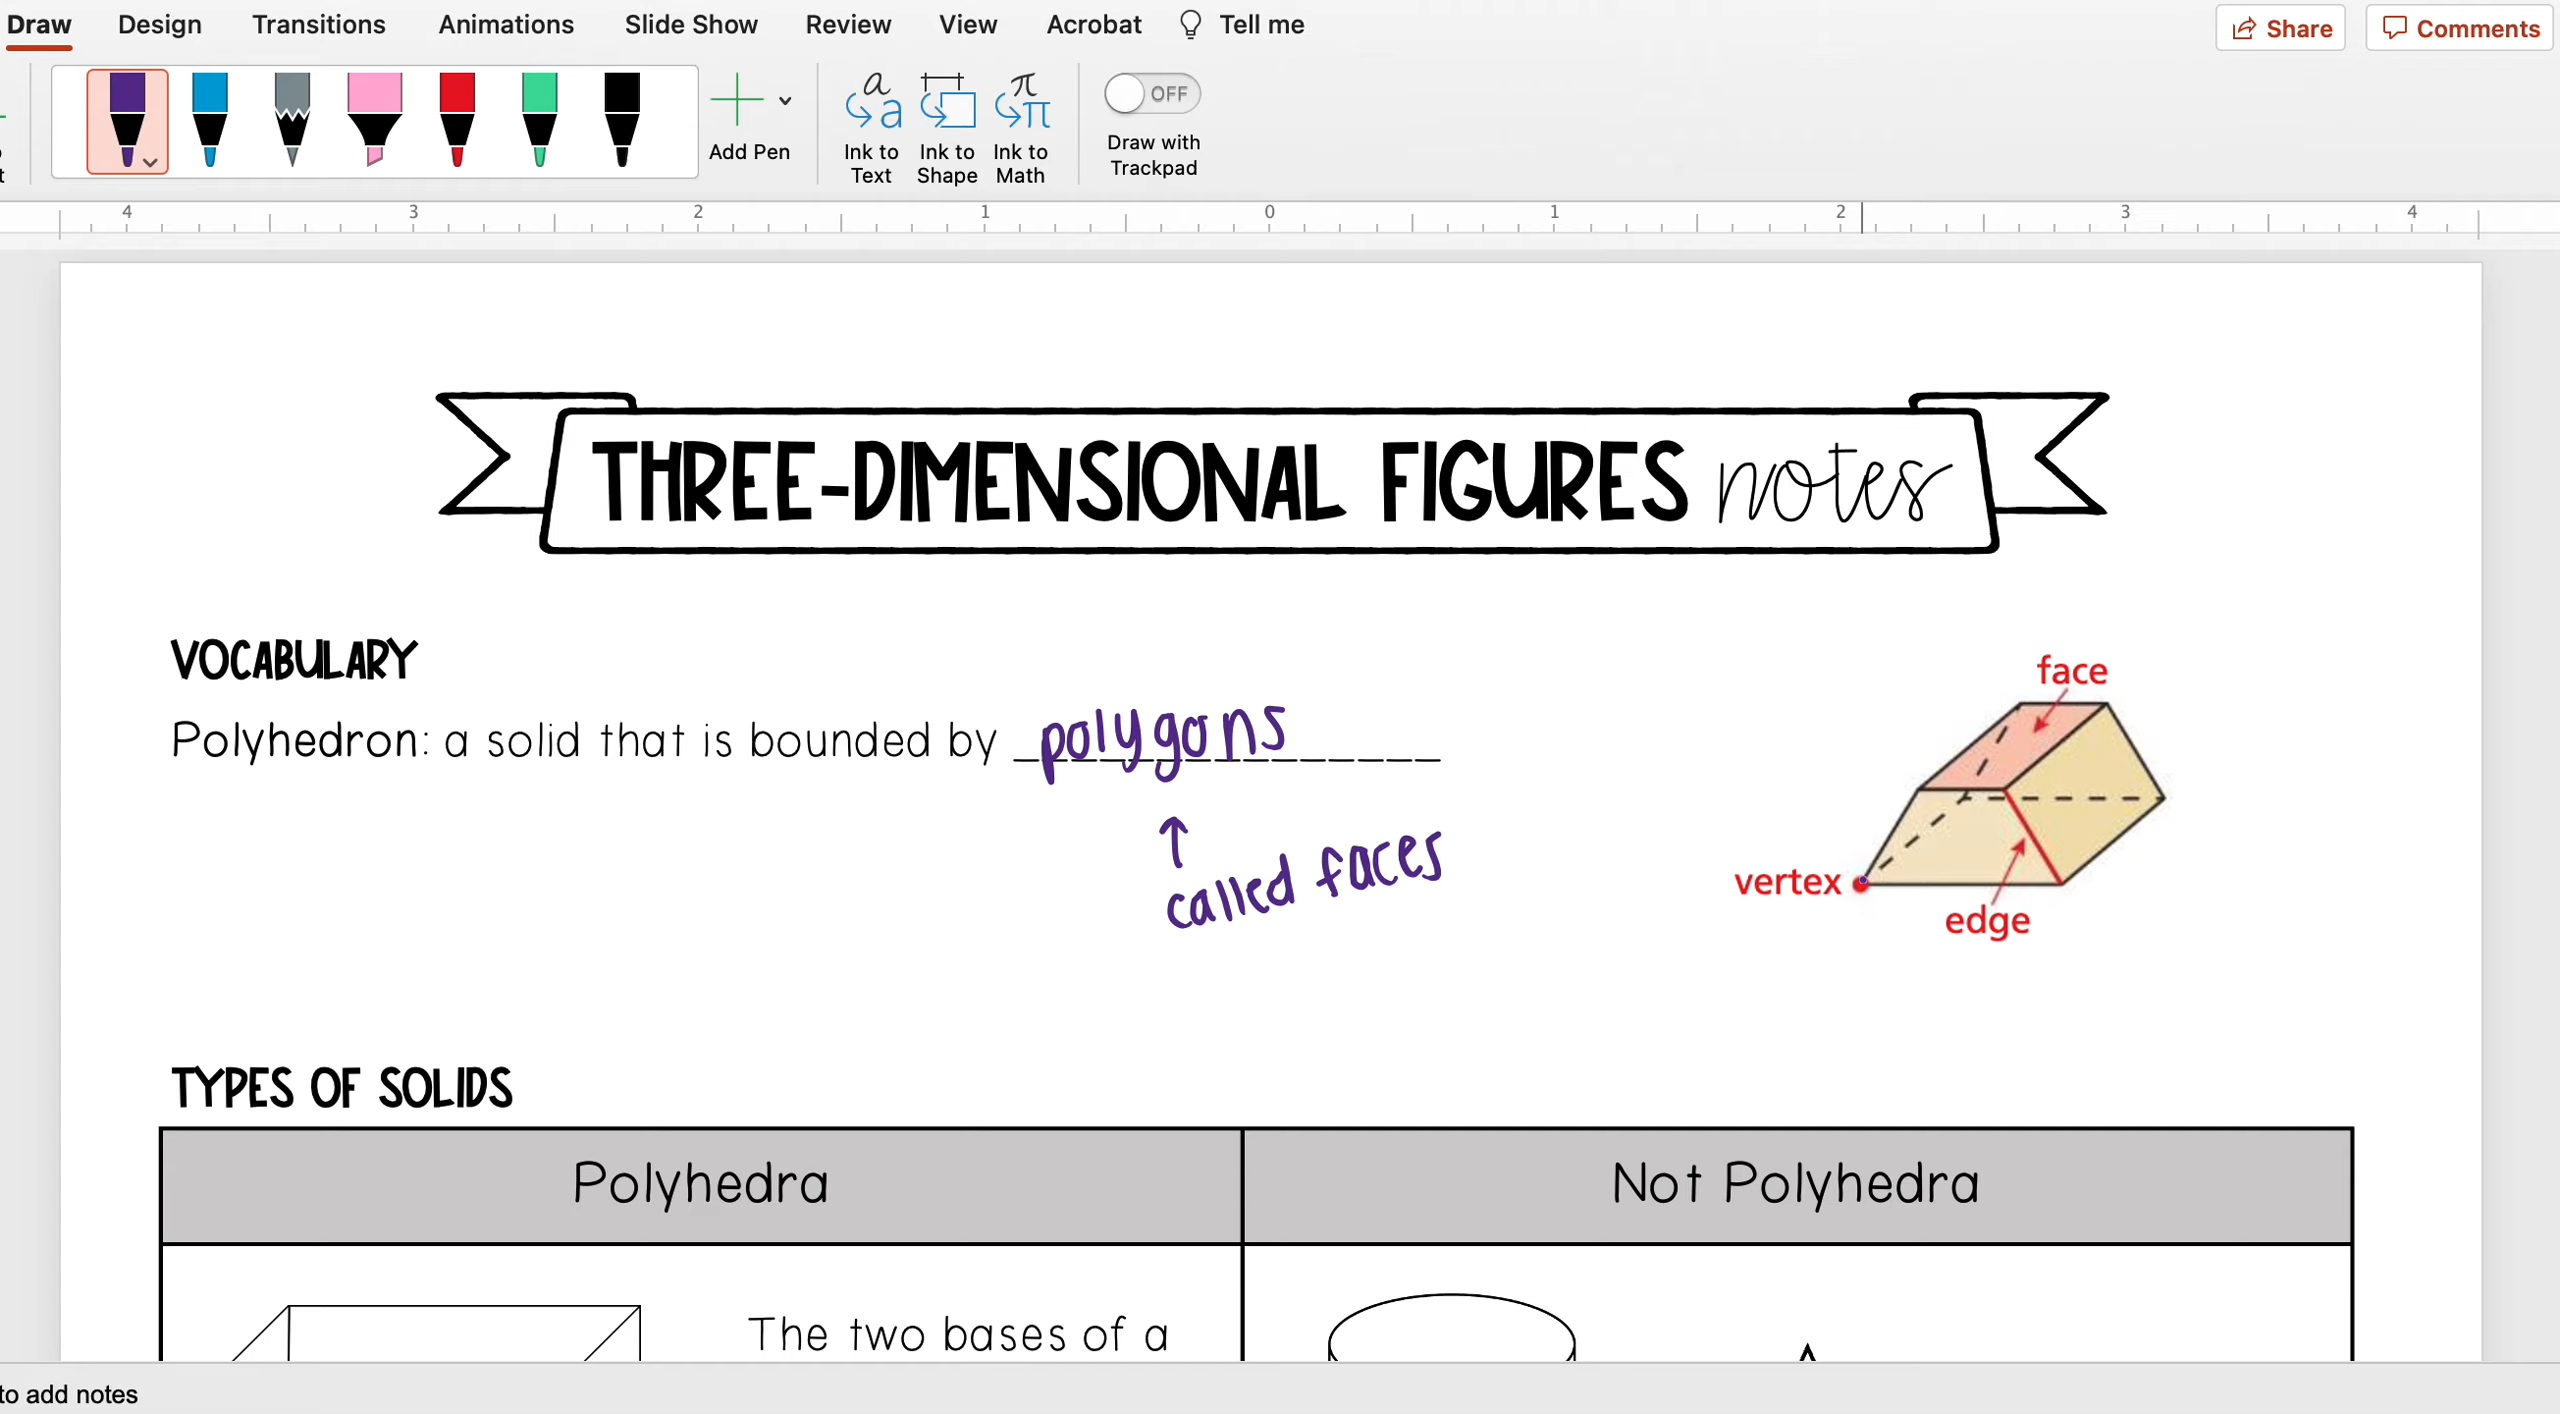 Draw Design Transitions Animations Slide Show Review View Acrobat Tell me Share Comments
Add Pen
Ink to Text
Ink to Shape
Ink to Math
OFF
Draw with Trackpad
4 3 2 1 0 1 2 3 4
THREE-DIMENSIONAL FIGURES notes
VOCABULARY
Polyhedron: a solid that is bounded by polygons
called faces
face
vertex
edge
TYPES OF SOLIDS
Polyhedra Not Polyhedra
The two bases of a
to add notes